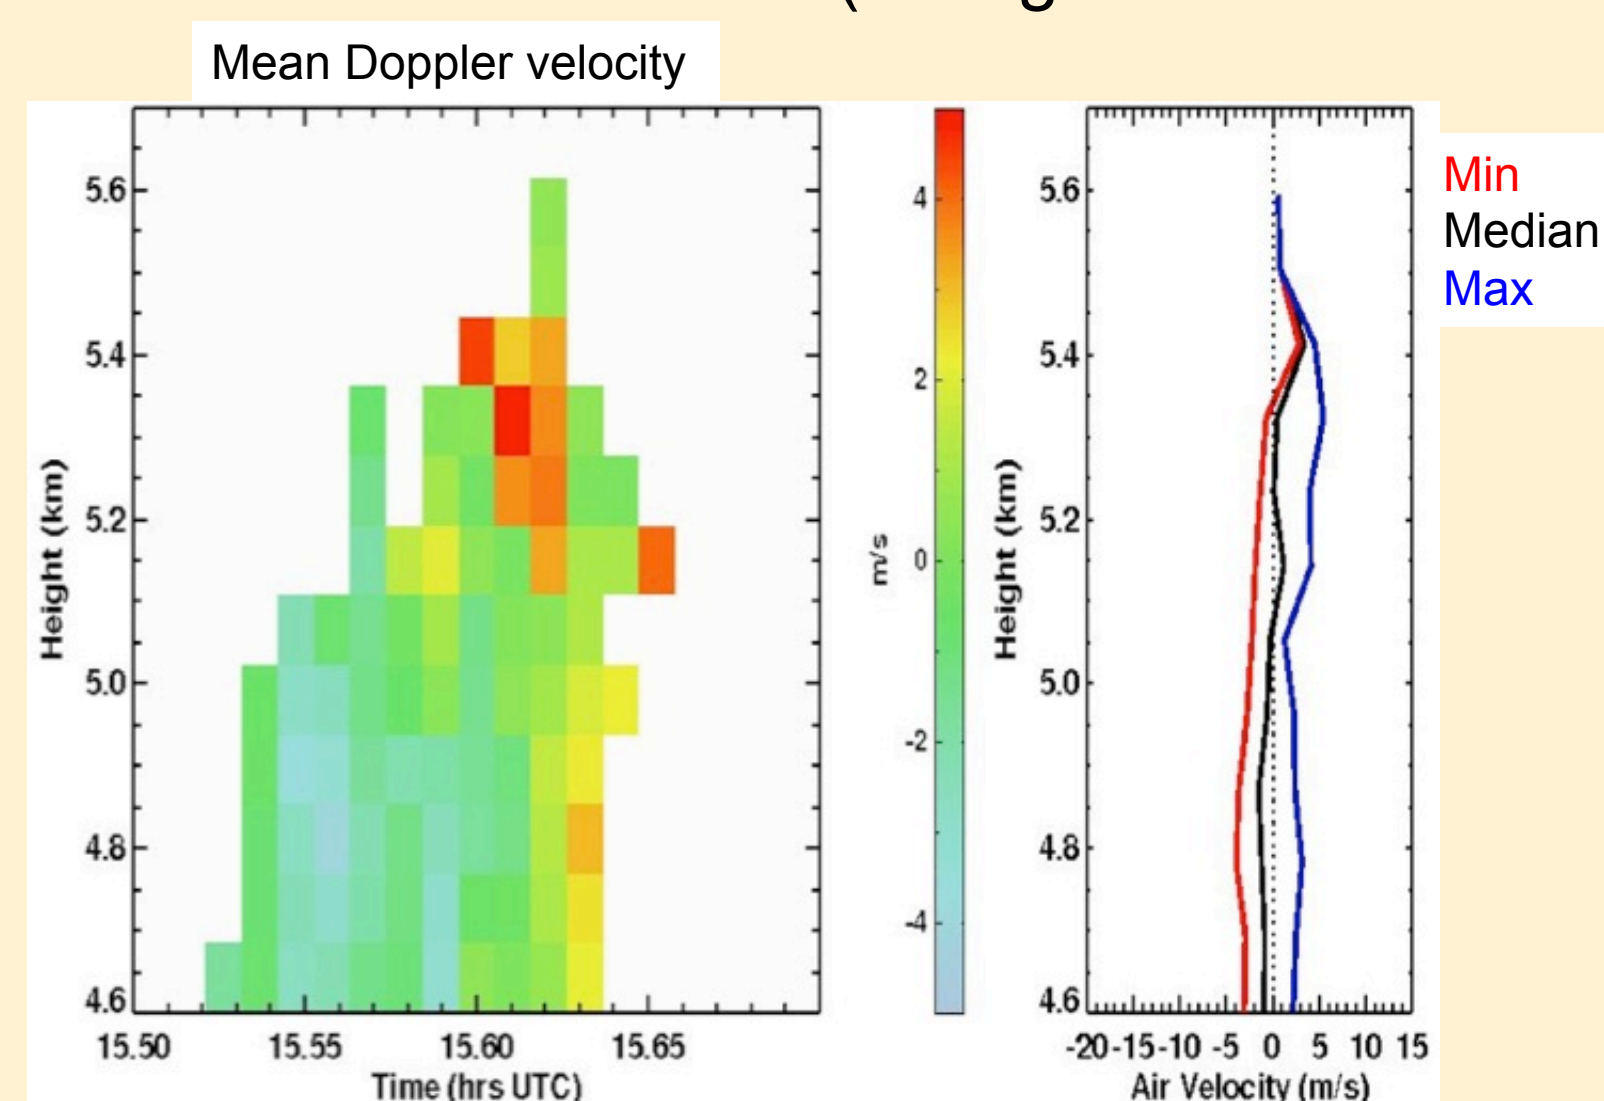 Mean Doppler velocity
5.6
5.4
5.2
5.0
4.8
4.6
Height (km)
15.50 15.55 15.60 15.65
Time (hrs UTC)
4
2
0
-2
-4
m/s
5.6
5.4
5.2
5.0
4.8
4.6
Height (km)
-20 -15 -10 -5 0 5 10 15
Air Velocity (m/s)
Min
Median
Max